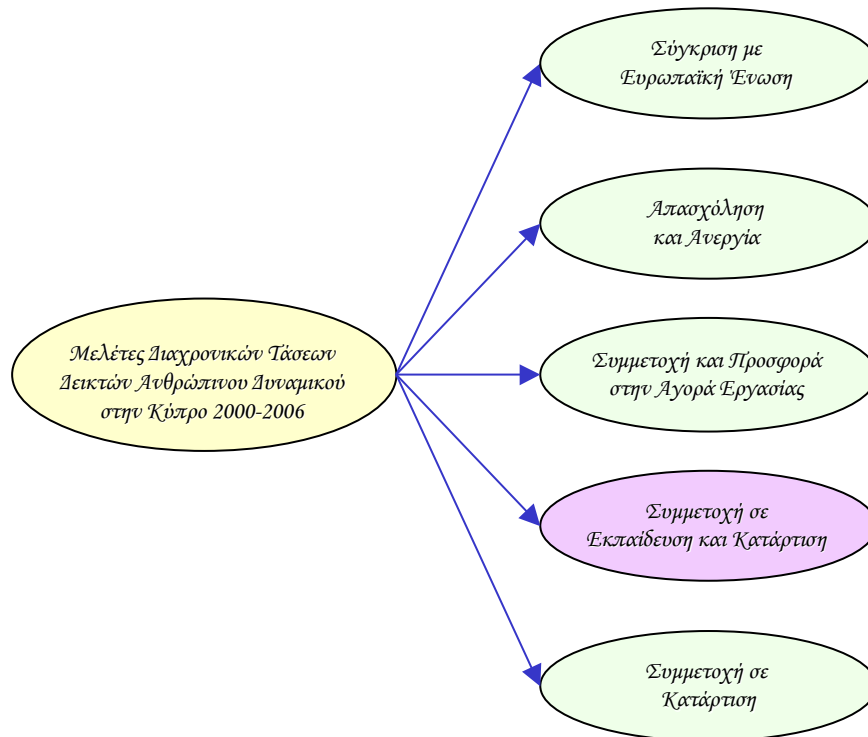 Σύγκριση με
Ευρωπαϊκή Ένωση
Απασχόληση
και Ανεργία
Μελέτες Διαχρονικών Τάσεων
Δεικτών Ανθρώπινου Δυναμικού
στην Κύπρο 2000-2006
Συμμετοχή και Προσφορά
στην Αγορά Εργασίας
Συμμετοχή σε
Εκπαίδευση και Κατάρτιση
Συμμετοχή σε
Κατάρτιση